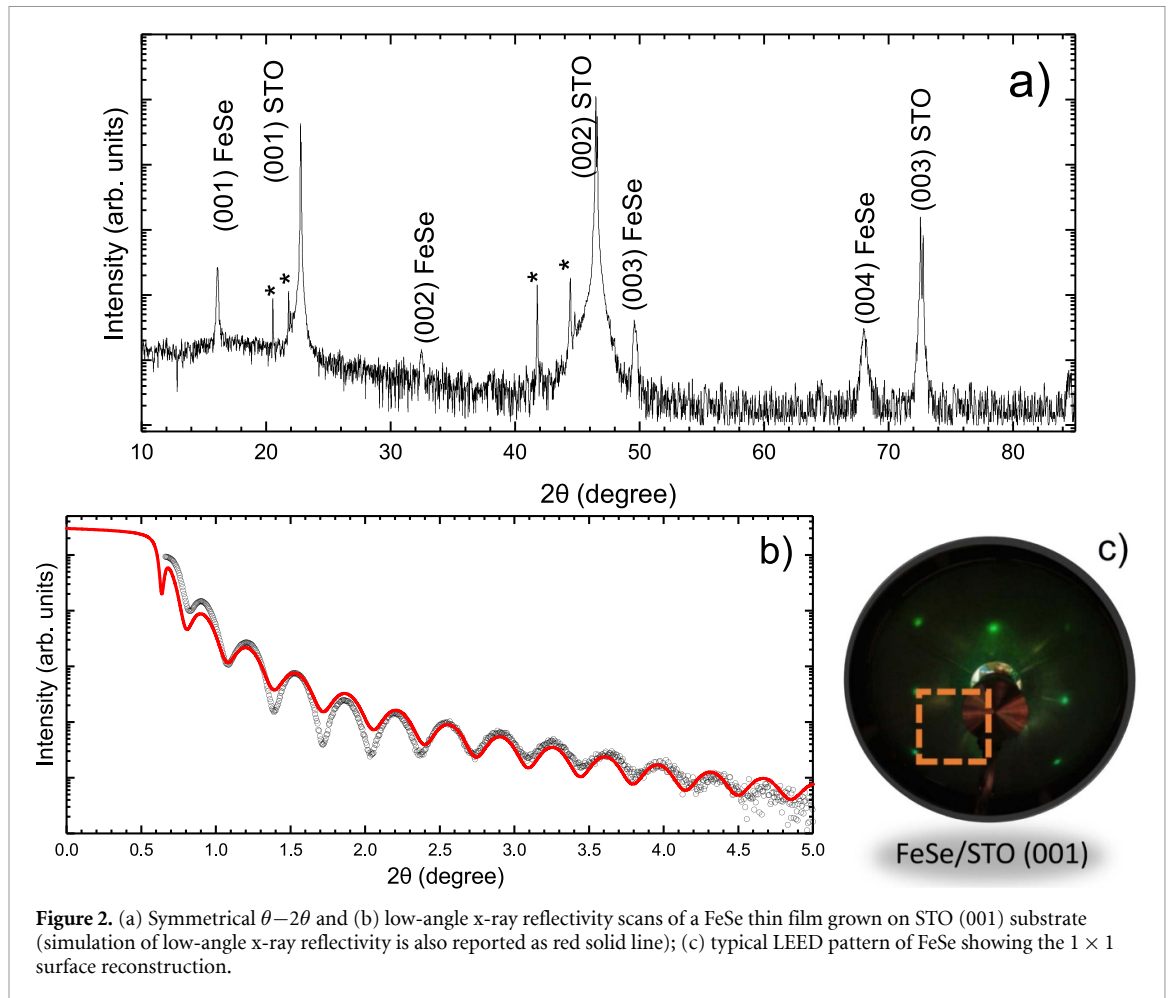 a)
Intensity (arb. units)
(001) FeSe
*
*
(001) STO
(002) FeSe
*
*
(002) STO
(003) FeSe
(004) FeSe
(003) STO
10 20 30 40 50 60 70 80
2θ (degree)
b)
Intensity (arb. units)
0.0 0.5 1.0 1.5 2.0 2.5 3.0 3.5 4.0 4.5 5.0
2θ (degree)
c)
FeSe/STO (001)
Figure 2. (a) Symmetrical θ−2θ and (b) low-angle x-ray reflectivity scans of a FeSe thin film grown on STO (001) substrate
(simulation of low-angle x-ray reflectivity is also reported as red solid line); (c) typical LEED pattern of FeSe showing the 1 × 1
surface reconstruction.